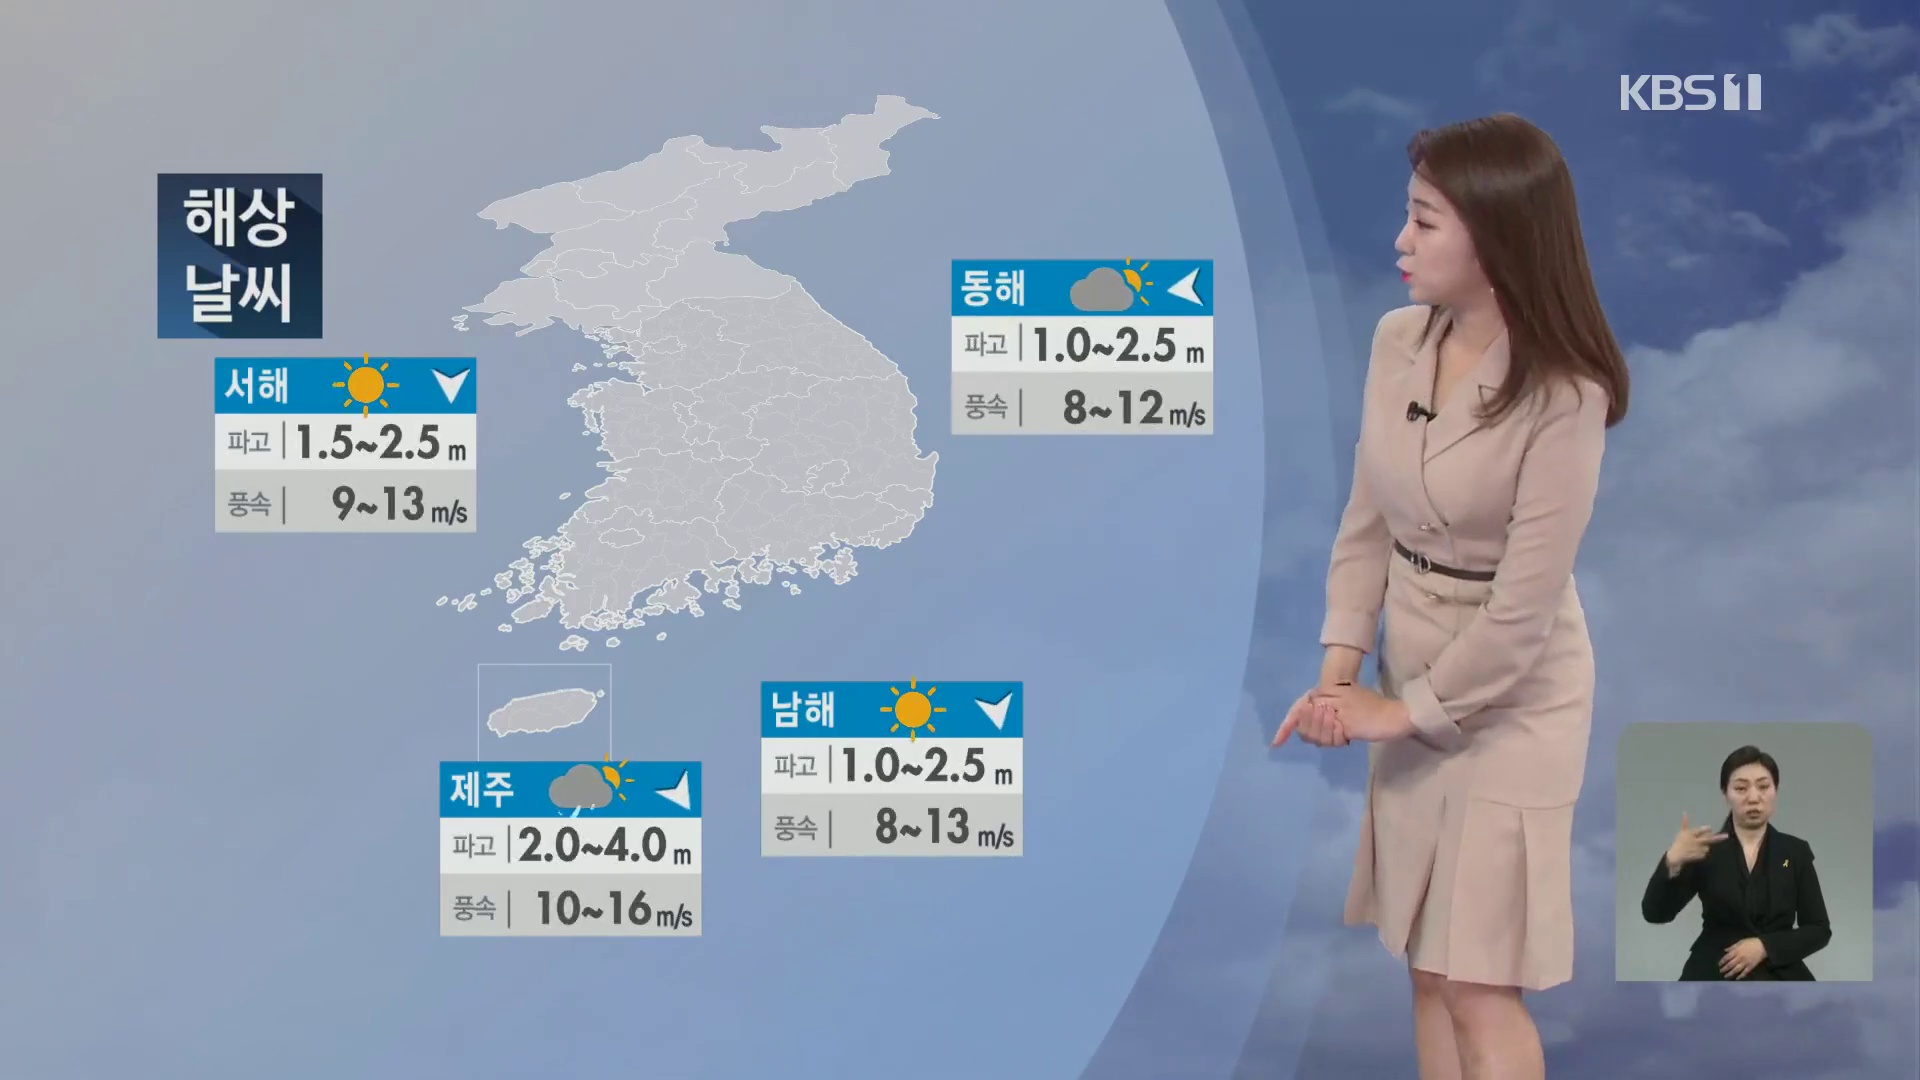 KBS 1
해상
날씨
동해
파고 1.0~2.5 m
풍속 8~12 m/s
서해
파고 1.5~2.5 m
풍속 9~13 m/s
남해
파고 1.0~2.5 m
풍속 8~13 m/s
제주
파고 2.0~4.0 m
풍속 10~16 m/s